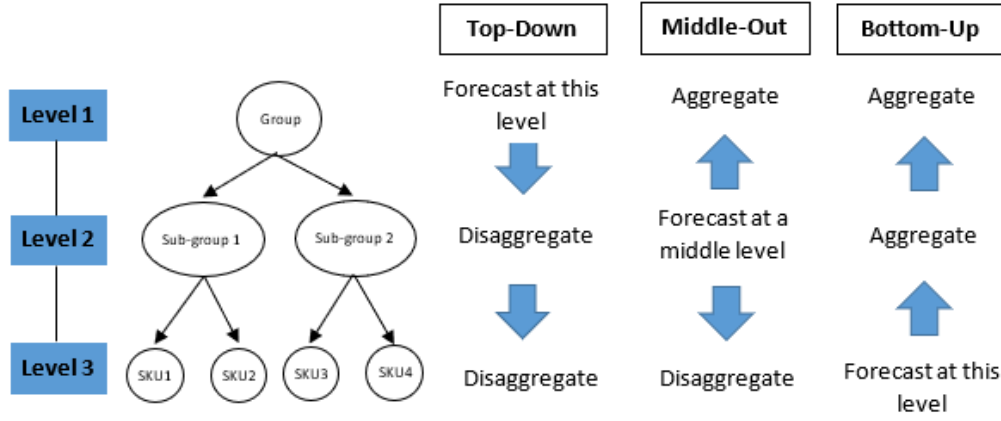 Top-Down
Middle-Out
Bottom-Up
Level 1
Group
Forecast at this
level
Aggregate
Aggregate
Level 2
Sub-group 1
Sub-group 2
Disaggregate
Forecast at a
middle level
Aggregate
Level 3
SKU1
SKU2
SKU3
SKU4
Disaggregate
Disaggregate
Forecast at this
level